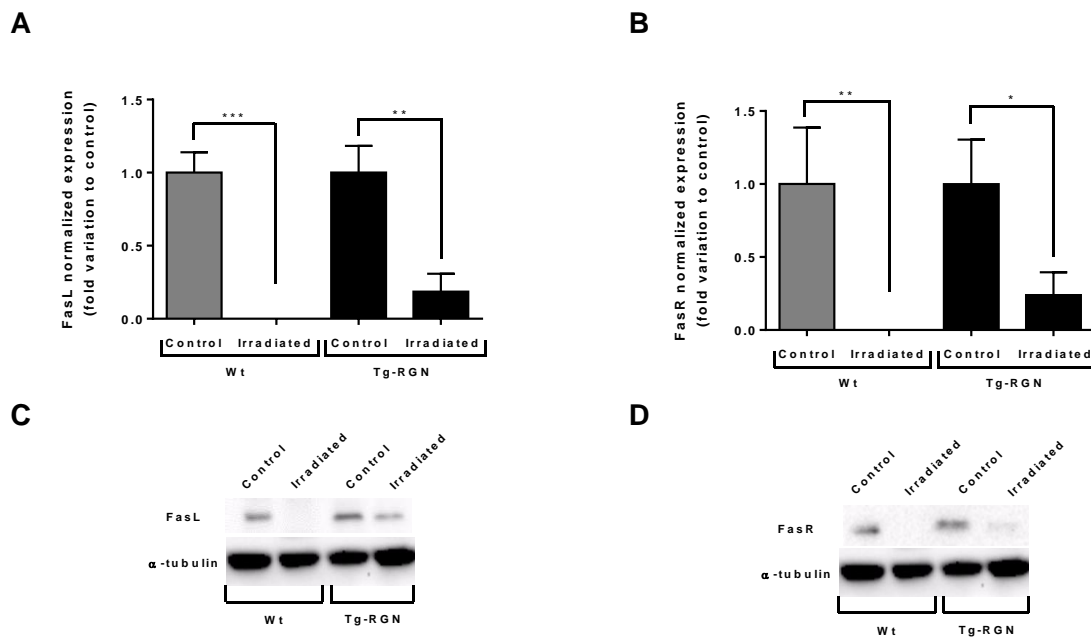 A
FasL normalized expression
(fold variation to control)
1.5
1.0
0.5
0.0
***
**
Control Irradiated Control Irradiated
Wt Tg-RGN
B
FasR normalized expression
(fold variation to control)
1.5
1.0
0.5
0.0
**
*
Control Irradiated Control Irradiated
Wt Tg-RGN
C
Control Irradiated Control Irradiated
FasL
α-tubulin
Wt Tg-RGN
D
Control Irradiated Control Irradiated
FasR
α-tubulin
Wt Tg-RGN